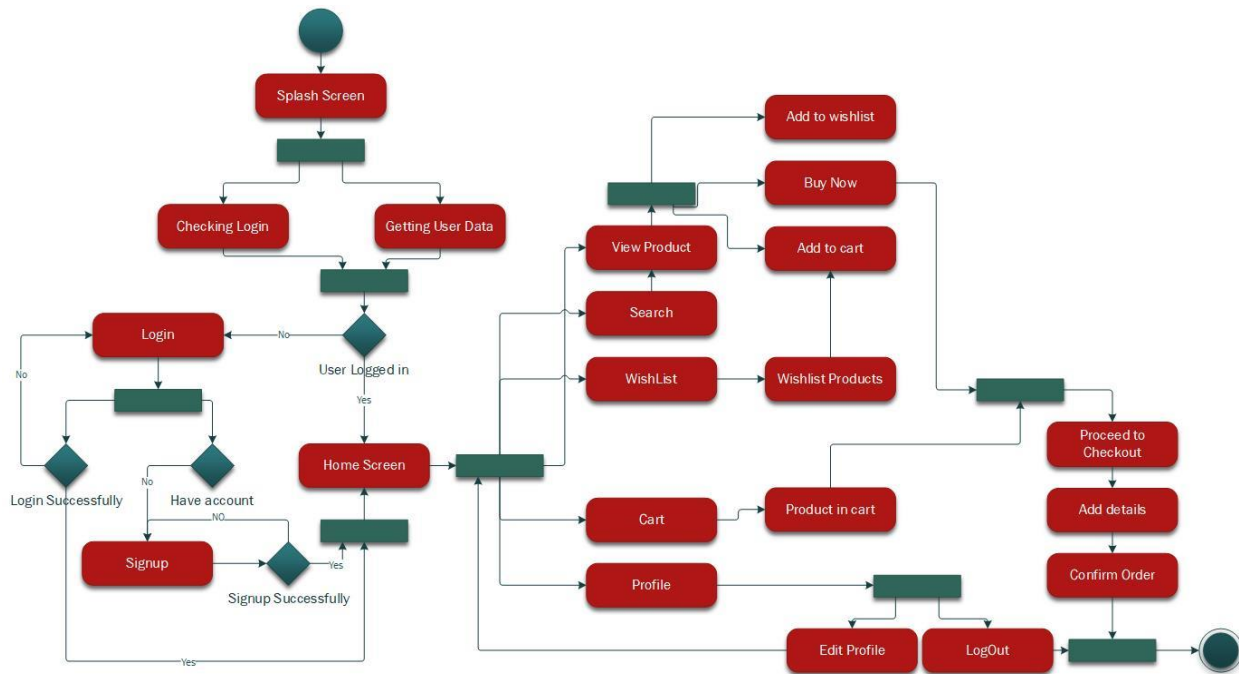 Splash Screen
Checking Login
Getting User Data
Login
No
User Logged in
No
Yes
Login Successfully
Have account
No
NO
Signup
Yes
Signup Successfully
Yes
Home Screen
Add to wishlist
Buy Now
View Product
Add to cart
Search
WishList
Wishlist Products
Cart
Product in cart
Profile
Edit Profile
LogOut
Proceed to
Checkout
Add details
Confirm Order